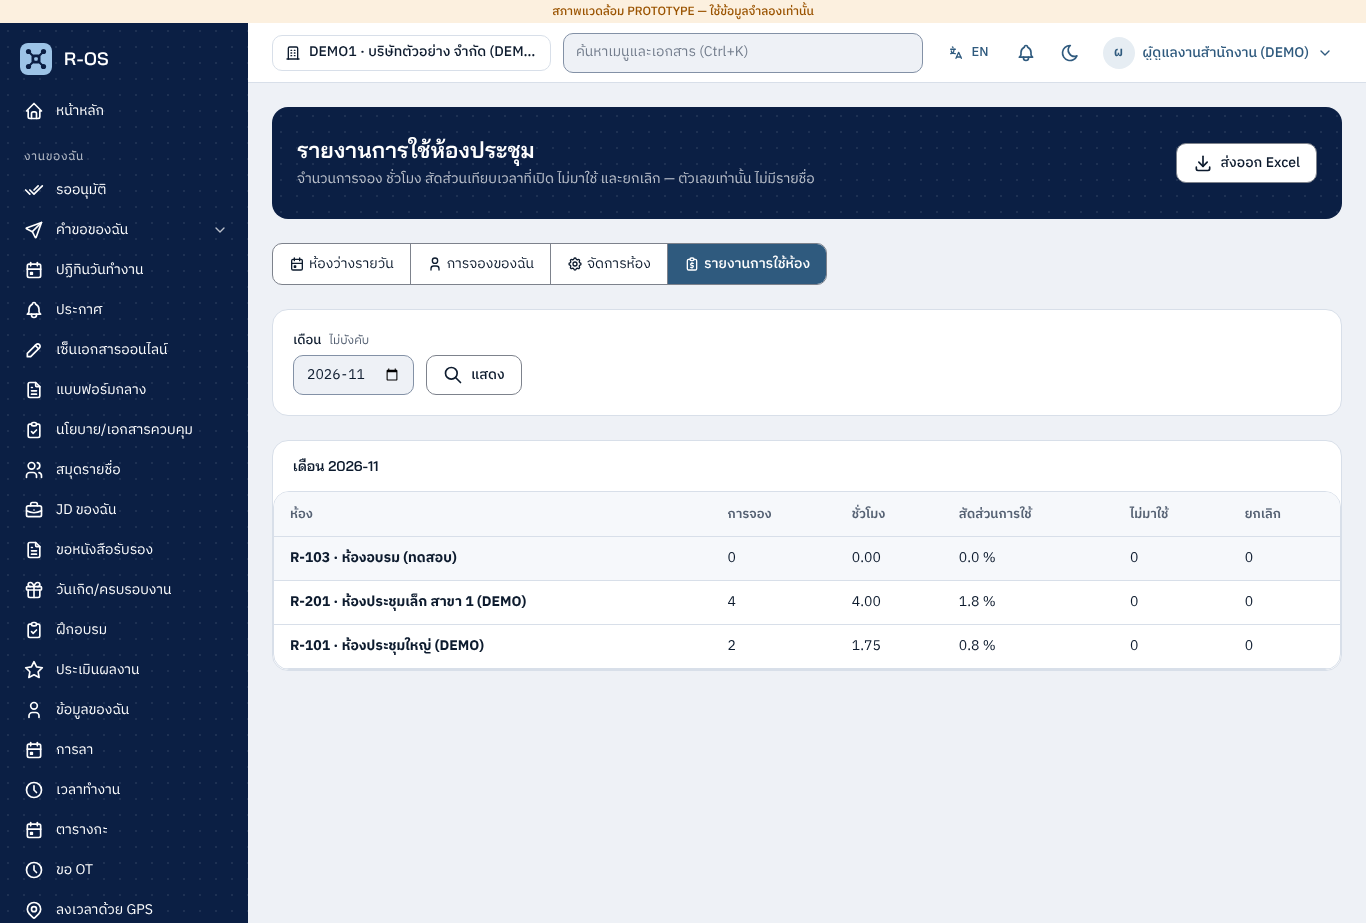 สภาพแวดล้อม PROTOTYPE — ใช้ข้อมูลจำลองเท่านั้น
R-OS
DEMO1 · บริษัทตัวอย่าง จำกัด (DEM...
ค้นหาเมนูและเอกสาร (Ctrl+K)
EN
ผ
ผู้ดูแลงานสำนักงาน (DEMO)
หน้าหลัก
งานของฉัน
รออนุมัติ
คำขอของฉัน
ปฏิทินวันทำงาน
ประกาศ
เซ็นเอกสารออนไลน์
แบบฟอร์มกลาง
นโยบาย/เอกสารควบคุม
สมุดรายชื่อ
JD ของฉัน
ขอหนังสือรับรอง
วันเกิด/ครบรอบงาน
ฝึกอบรม
ประเมินผลงาน
ข้อมูลของฉัน
การลา
เวลาทำงาน
ตารางกะ
ขอ OT
ลงเวลาด้วย GPS
รายงานการใช้ห้องประชุม
จำนวนการจอง ชั่วโมง สัดส่วนเทียบเวลาที่เปิด ไม่มาใช้ และยกเลิก — ตัวเลขเท่านั้น ไม่มีรายชื่อ
ส่งออก Excel
ห้องว่างรายวัน
การจองของฉัน
จัดการห้อง
รายงานการใช้ห้อง
เดือน ไม่บังคับ
2026-11
แสดง
เดือน 2026-11
ห้อง การจอง ชั่วโมง สัดส่วนการใช้ ไม่มาใช้ ยกเลิก
R-103 · ห้องอบรม (ทดสอบ) 0 0.00 0.0 % 0 0
R-201 · ห้องประชุมเล็ก สาขา 1 (DEMO) 4 4.00 1.8 % 0 0
R-101 · ห้องประชุมใหญ่ (DEMO) 2 1.75 0.8 % 0 0